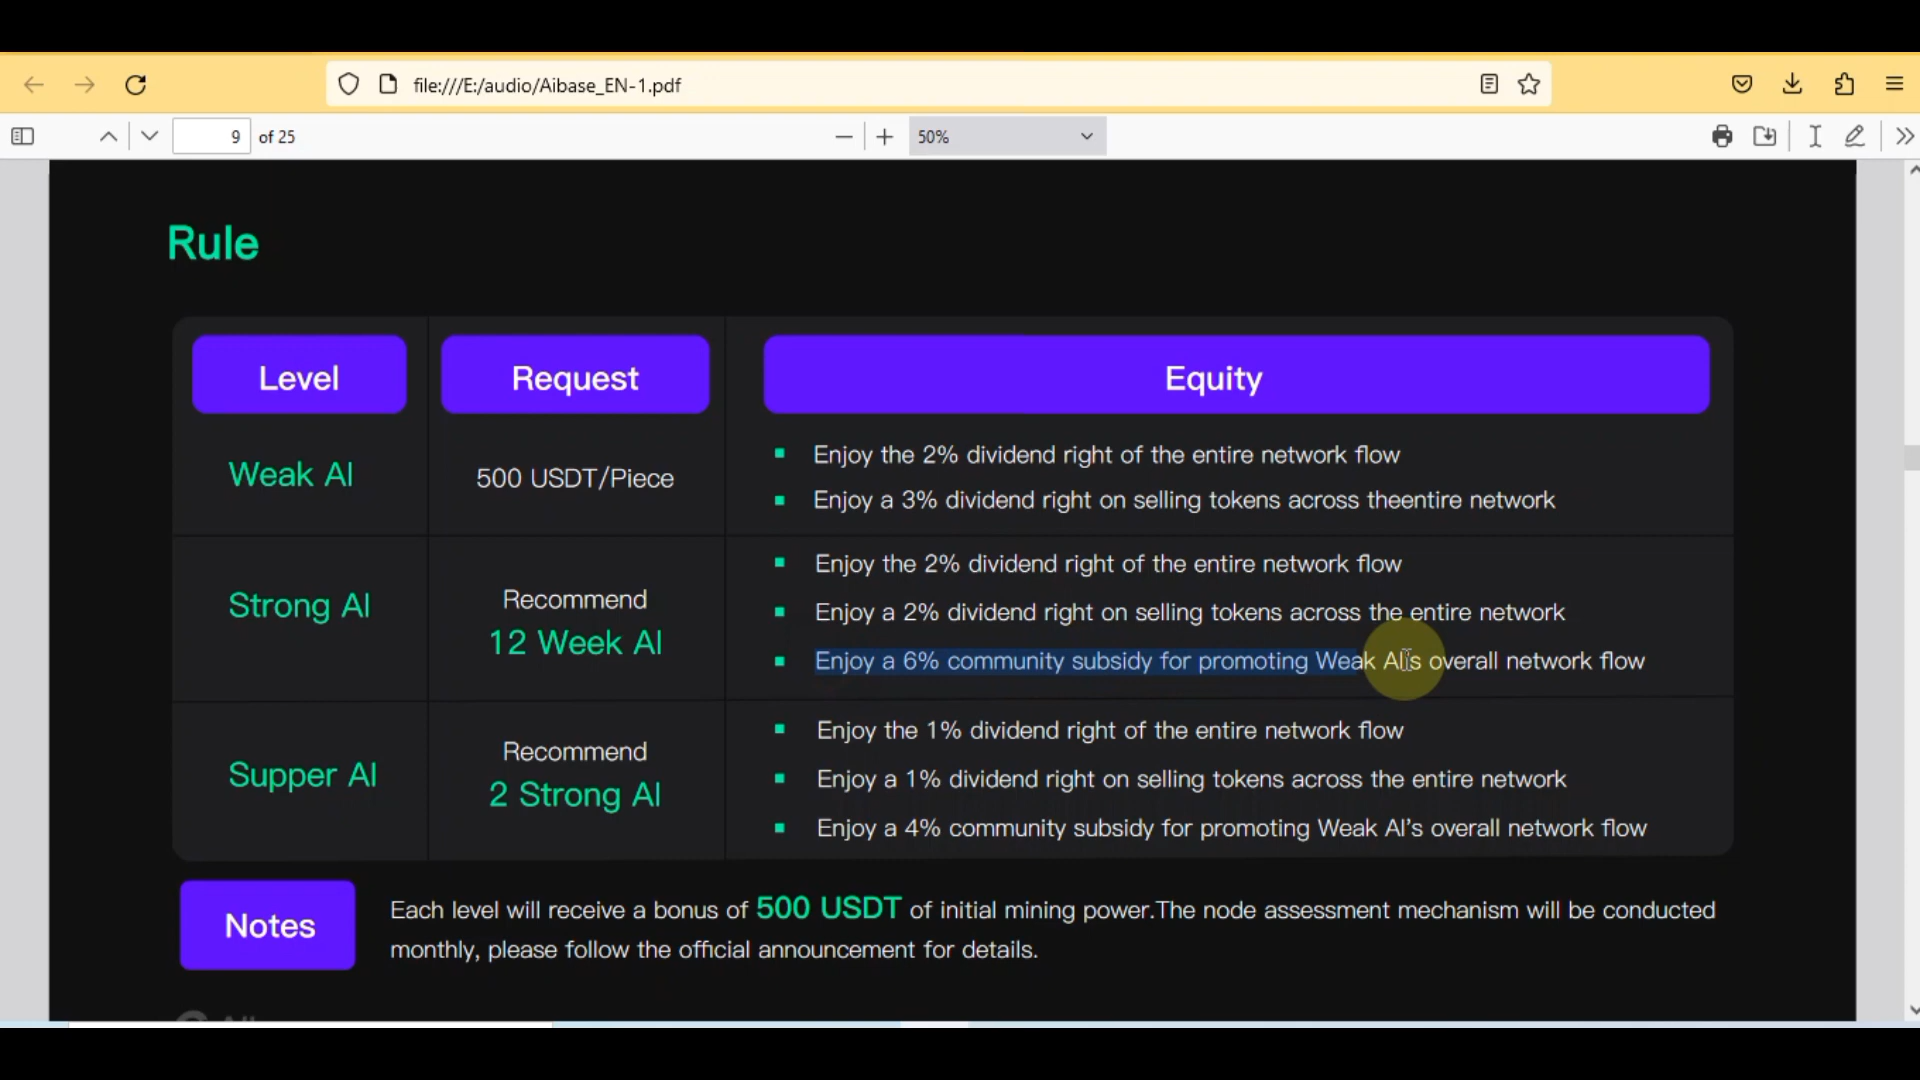 file:///E:/audio/Aibase_EN-1.pdf
9 of 25
50%
Rule
Level
Request
Equity
Weak AI
500 USDT/Piece
Enjoy the 2% dividend right of the entire network flow
Enjoy a 3% dividend right on selling tokens across theentire network
Strong AI
Recommend
12 Week AI
Enjoy the 2% dividend right of the entire network flow
Enjoy a 2% dividend right on selling tokens across the entire network
Enjoy a 6% community subsidy for promoting Weak AI's overall network flow
Supper AI
Recommend
2 Strong AI
Enjoy the 1% dividend right of the entire network flow
Enjoy a 1% dividend right on selling tokens across the entire network
Enjoy a 4% community subsidy for promoting Weak AI's overall network flow
Notes
Each level will receive a bonus of 500 USDT of initial mining power.The node assessment mechanism will be conducted
monthly, please follow the official announcement for details.